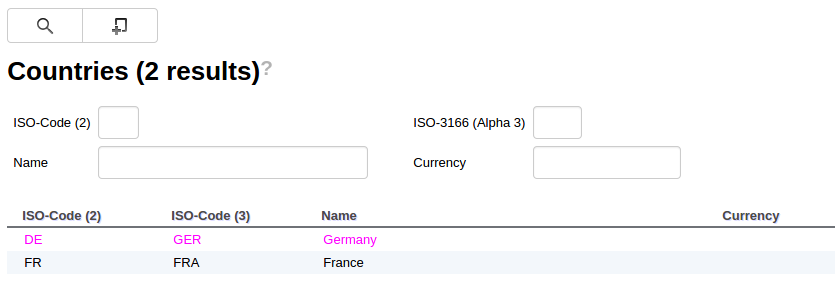 Countries (2 results)?
ISO-Code (2) ISO-3166 (Alpha 3)
Name Currency
ISO-Code (2) ISO-Code (3) Name Currency
DE GER Germany
FR FRA France